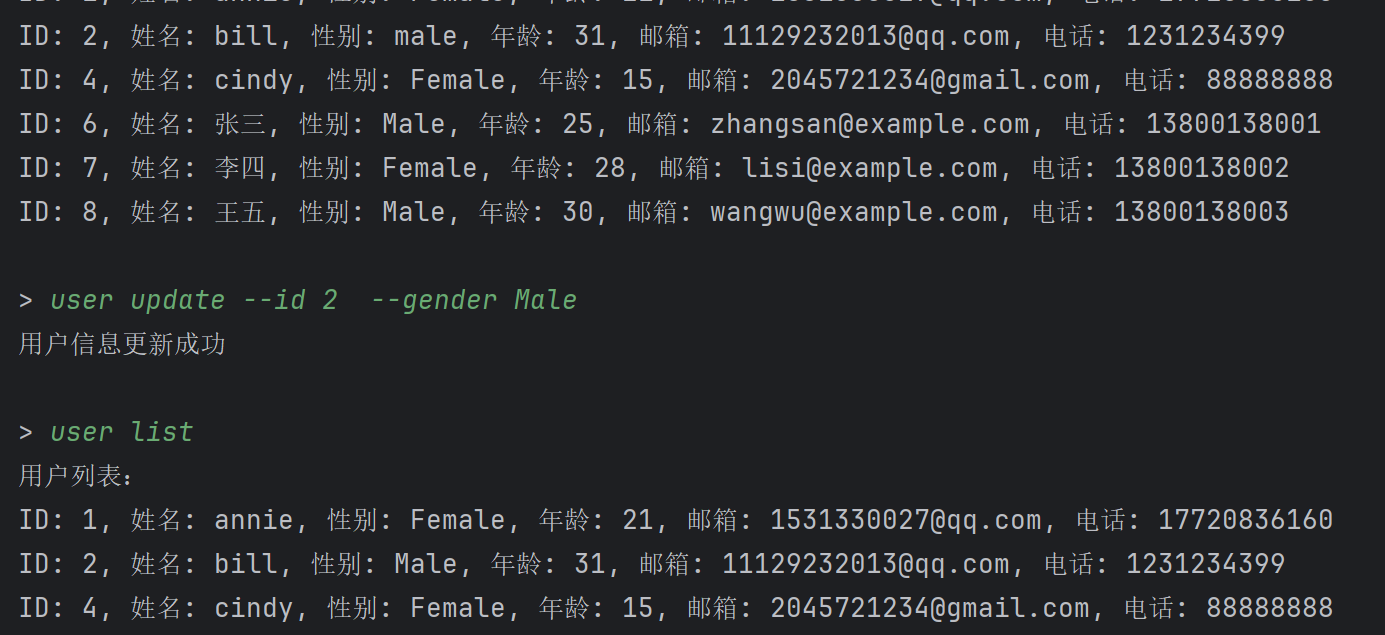 ID: 2, 姓名: bill, 性别: male, 年龄: 31, 邮箱: 11129232013@qq.com, 电话: 1231234399
ID: 4, 姓名: cindy, 性别: Female, 年龄: 15, 邮箱: 2045721234@gmail.com, 电话: 88888888
ID: 6, 姓名: 张三, 性别: Male, 年龄: 25, 邮箱: zhangsan@example.com, 电话: 13800138001
ID: 7, 姓名: 李四, 性别: Female, 年龄: 28, 邮箱: lisi@example.com, 电话: 13800138002
ID: 8, 姓名: 王五, 性别: Male, 年龄: 30, 邮箱: wangwu@example.com, 电话: 13800138003
> user update --id 2  --gender Male
用户信息更新成功
> user list
用户列表:
ID: 1, 姓名: annie, 性别: Female, 年龄: 21, 邮箱: 1531330027@qq.com, 电话: 17720836160
ID: 2, 姓名: bill, 性别: Male, 年龄: 31, 邮箱: 11129232013@qq.com, 电话: 1231234399
ID: 4, 姓名: cindy, 性别: Female, 年龄: 15, 邮箱: 2045721234@gmail.com, 电话: 88888888